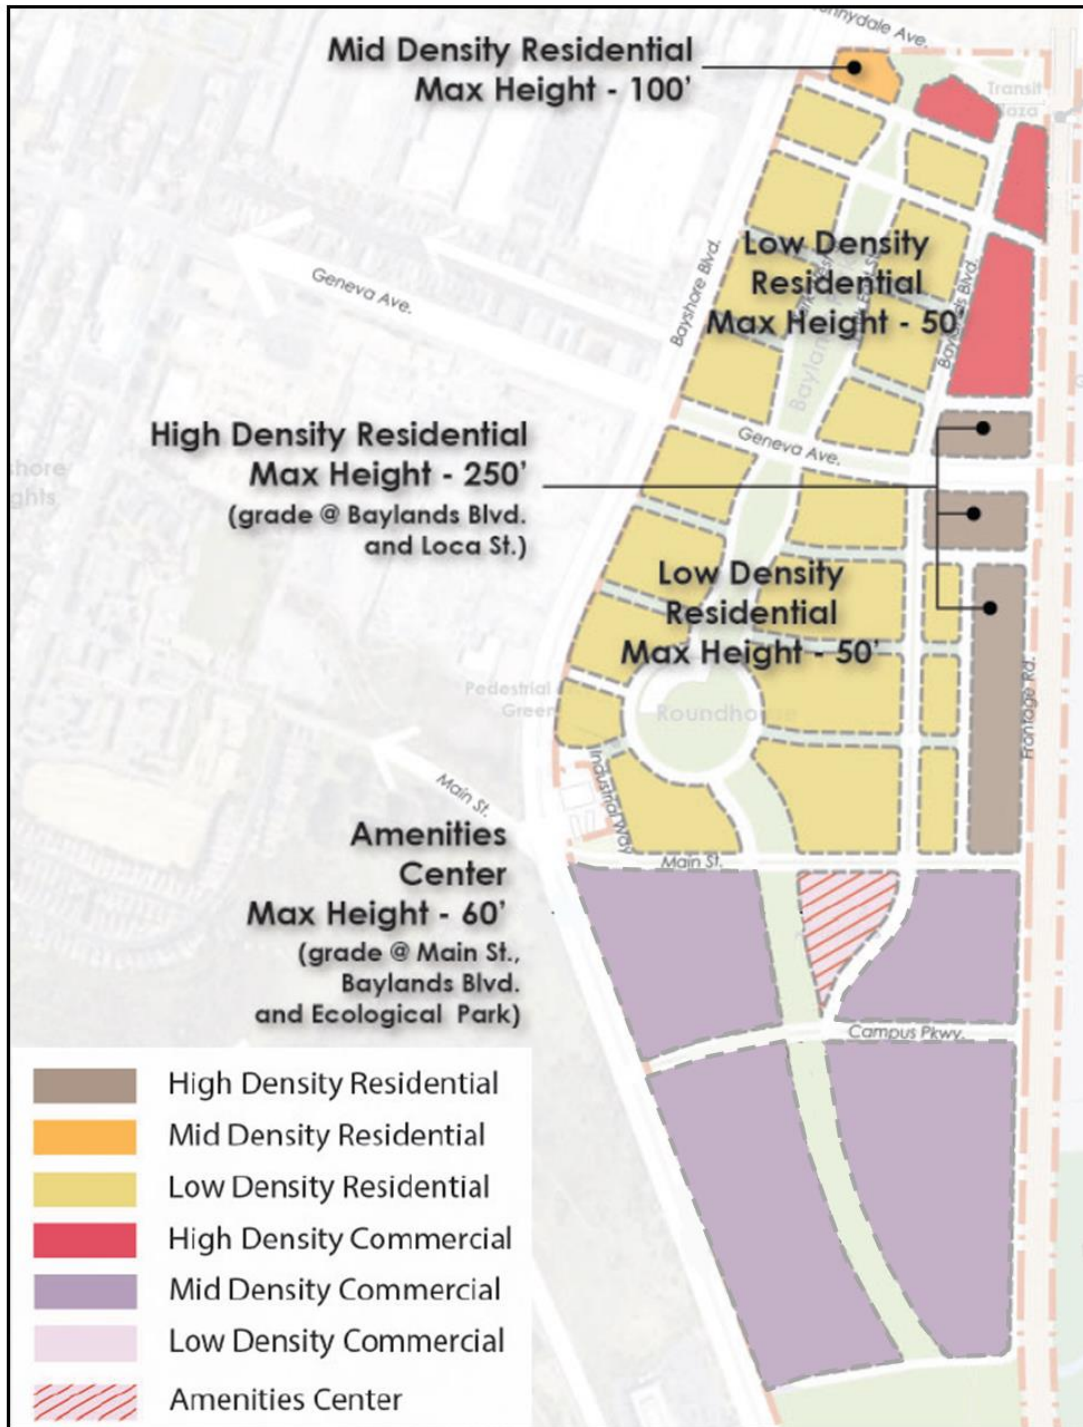 Mid Density Residential
Max Height - 100'
Transit
Geneva Ave.
Bayshore Blvd.
Low Density
Residential
Max Height - 50'
Baylands Blvd.
High Density Residential
Max Height - 250'
(grade @ Baylands Blvd.
and Loca St.)
Geneva Ave.
Low Density
Residential
Max Height - 50'
Pedestrial
Green
Roundhouse
Frontage Rd.
Industrial Way
Main St.
Main St.
Amenities
Center
Max Height - 60'
(grade @ Main St.,
Baylands Blvd.
and Ecological Park)
Campus Pkwy.
High Density Residential
Mid Density Residential
Low Density Residential
High Density Commercial
Mid Density Commercial
Low Density Commercial
Amenities Center